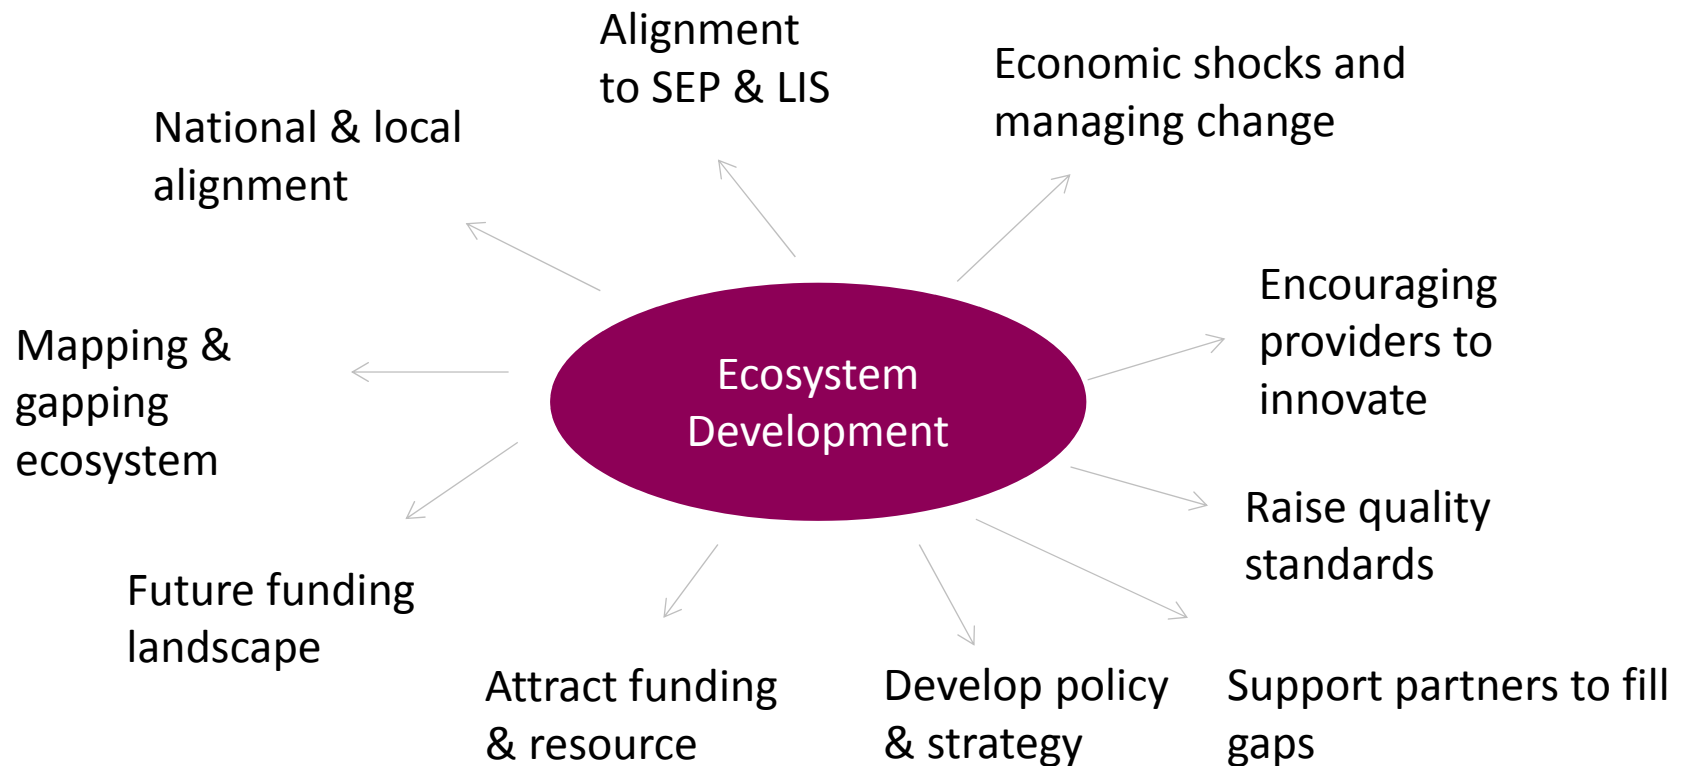 Alignment
to SEP & LIS
Economic shocks and
managing change
National & local
alignment
Encouraging
providers to
innovate
Mapping &
gapping
ecosystem
Ecosystem
Development
Raise quality
standards
Future funding
landscape
Attract funding
& resource
Develop policy
& strategy
Support partners to fill
gaps